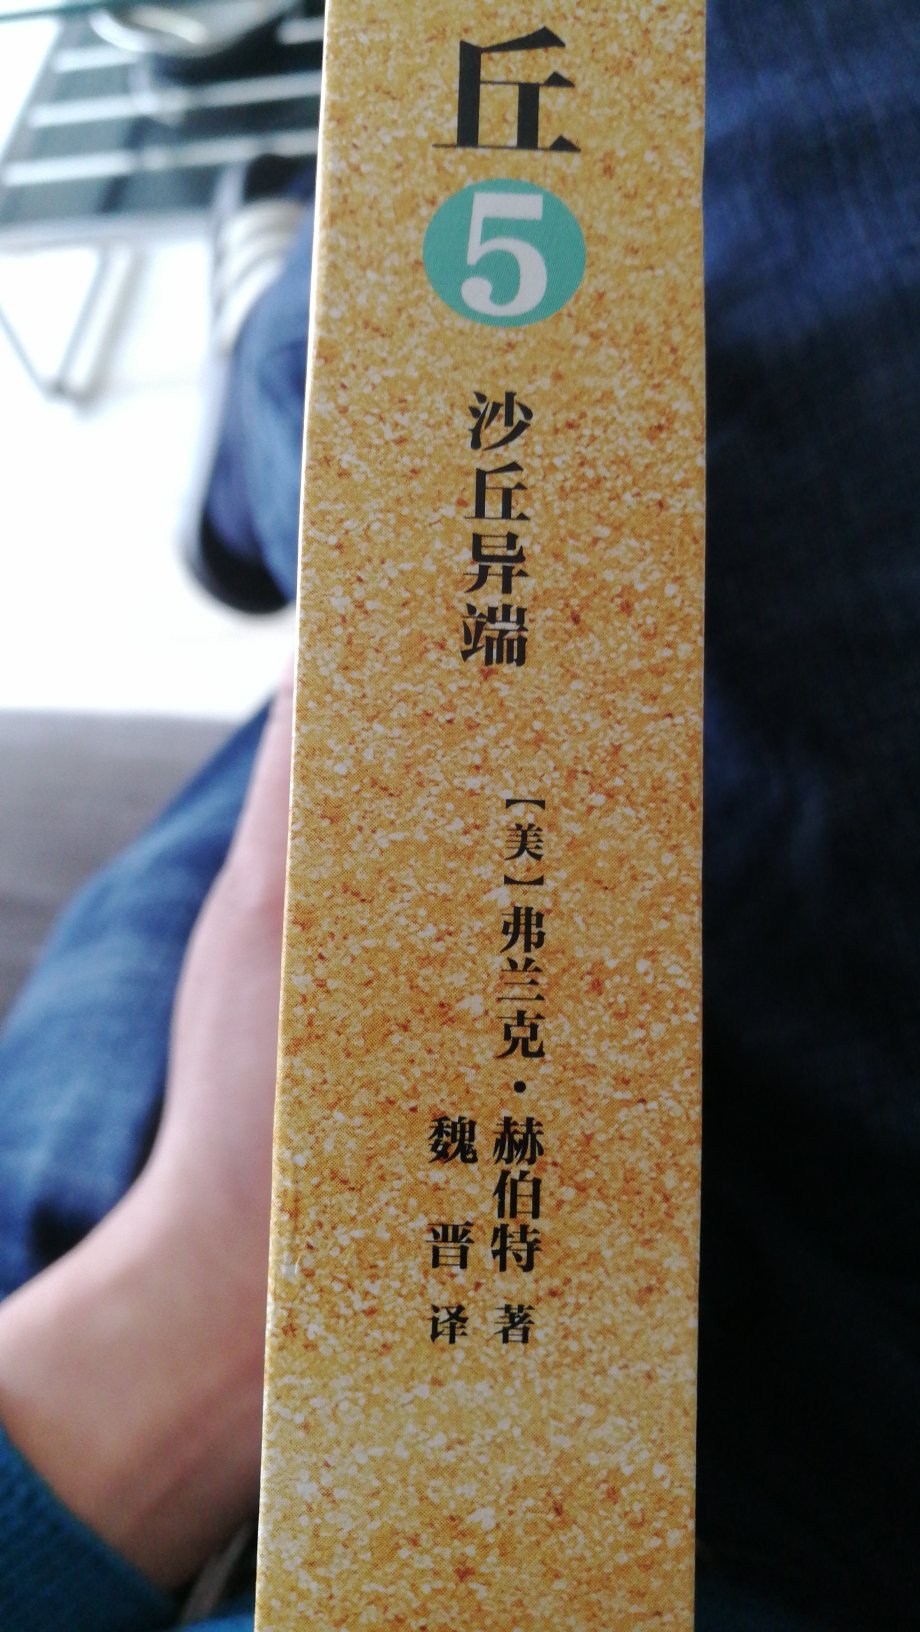 丘
5
沙丘异端
【美】弗兰克·赫伯特 著
魏 晋 译